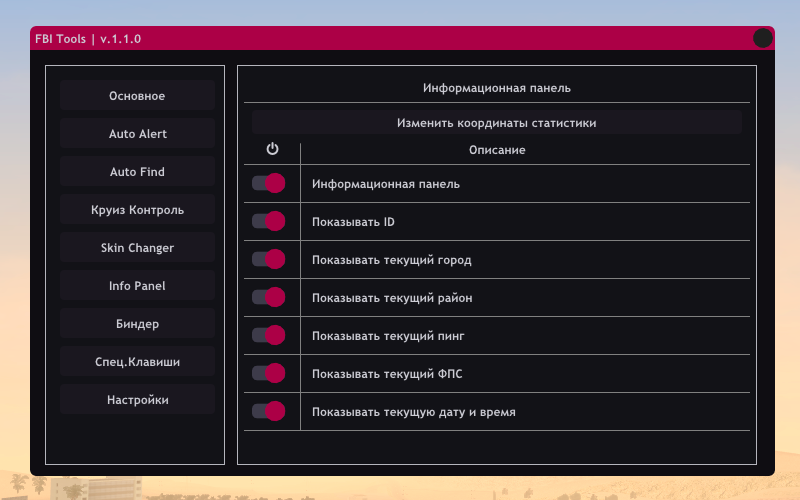 FBI Tools | v.1.1.0
Основное
Auto Alert
Auto Find
Круиз Контроль
Skin Changer
Info Panel
Биндер
Спец.Клавиши
Настройки
Информационная панель
Изменить координаты статистики
Описание
Информационная панель
Показывать ID
Показывать текущий город
Показывать текущий район
Показывать текущий пинг
Показывать текущий ФПС
Показывать текущую дату и время